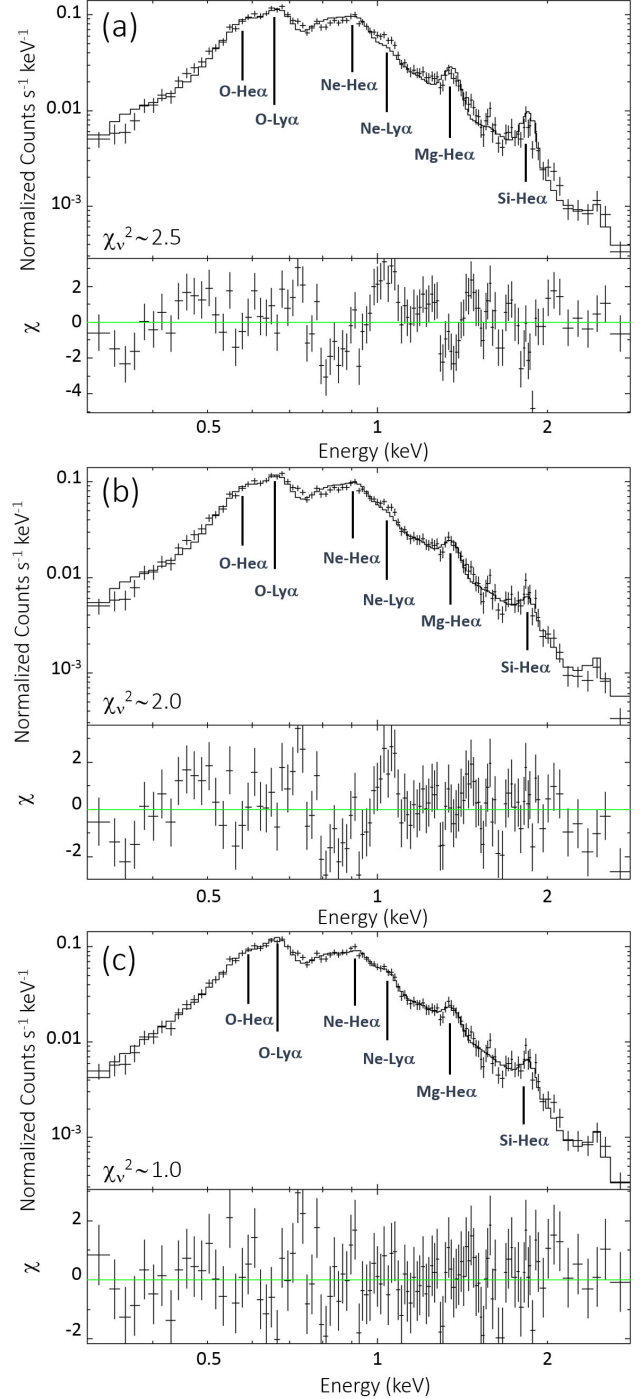 (a)
0.1
0.01
10-3
Normalized Counts s-1 keV-1
O-Heα
O-Lyα
Ne-Heα
Ne-Lyα
Mg-Heα
Si-Heα
χν2~2.5
2
0
-2
-4
χ
0.5
1
2
Energy (keV)
(b)
0.1
0.01
10-3
Normalized Counts s-1 keV-1
O-Heα
O-Lyα
Ne-Heα
Ne-Lyα
Mg-Heα
Si-Heα
χν2~2.0
2
0
-2
χ
0.5
1
2
Energy (keV)
(c)
0.1
0.01
10-3
Normalized Counts s-1 keV-1
O-Heα
O-Lyα
Ne-Heα
Ne-Lyα
Mg-Heα
Si-Heα
χν2~1.0
2
0
-2
χ
0.5
1
2
Energy (keV)